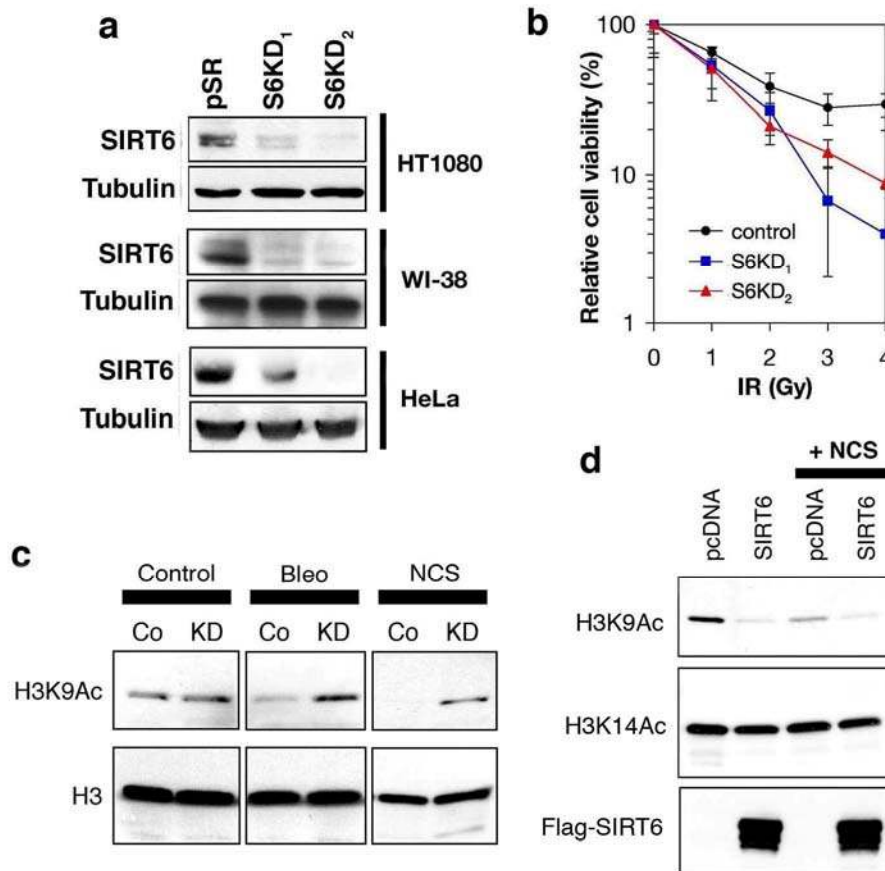 a
pSR S6KD₁ S6KD₂
SIRT6
Tubulin
HT1080
SIRT6
Tubulin
WI-38
SIRT6
Tubulin
HeLa
b
Relative cell viability (%)
100
10
1
control
S6KD₁
S6KD₂
0 1 2 3 4
IR (Gy)
c
Control Bleo NCS
Co KD Co KD Co KD
H3K9Ac
H3
d
+ NCS
pcDNA SIRT6 pcDNA SIRT6
H3K9Ac
H3K14Ac
Flag-SIRT6